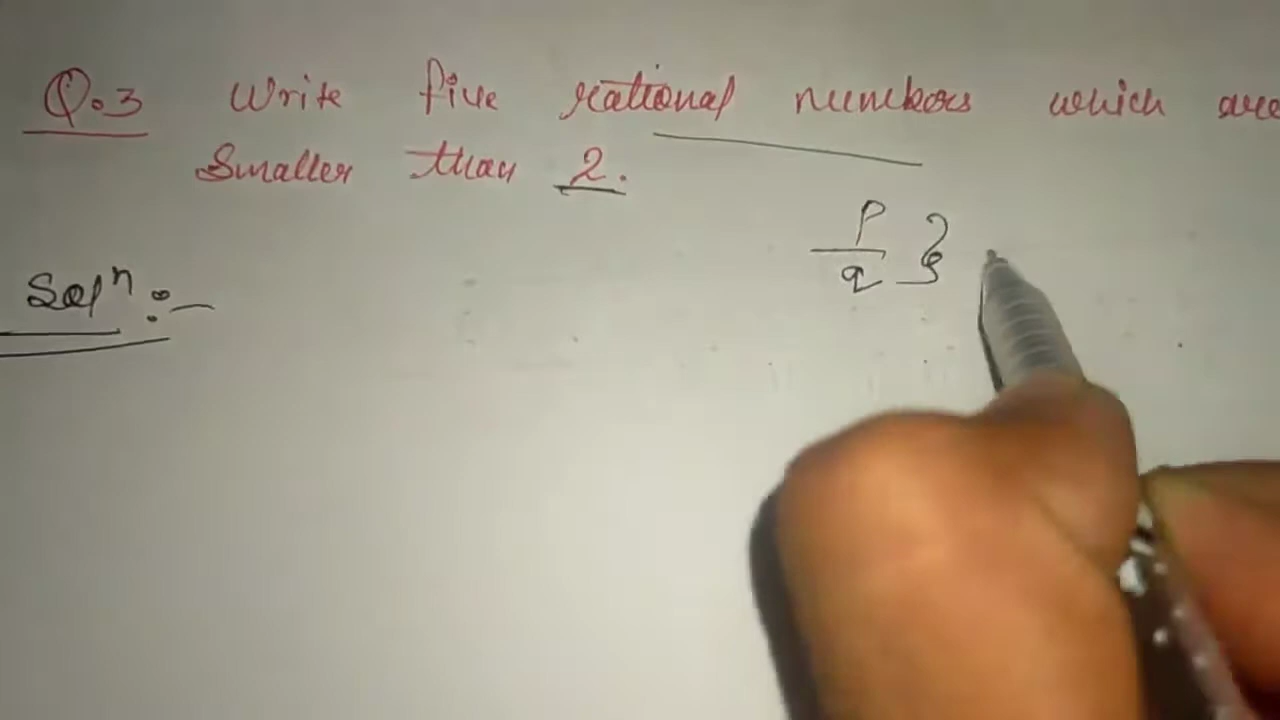 Q.3 Write five rational numbers which are
smaller than 2.
p/q }
Solⁿ :-